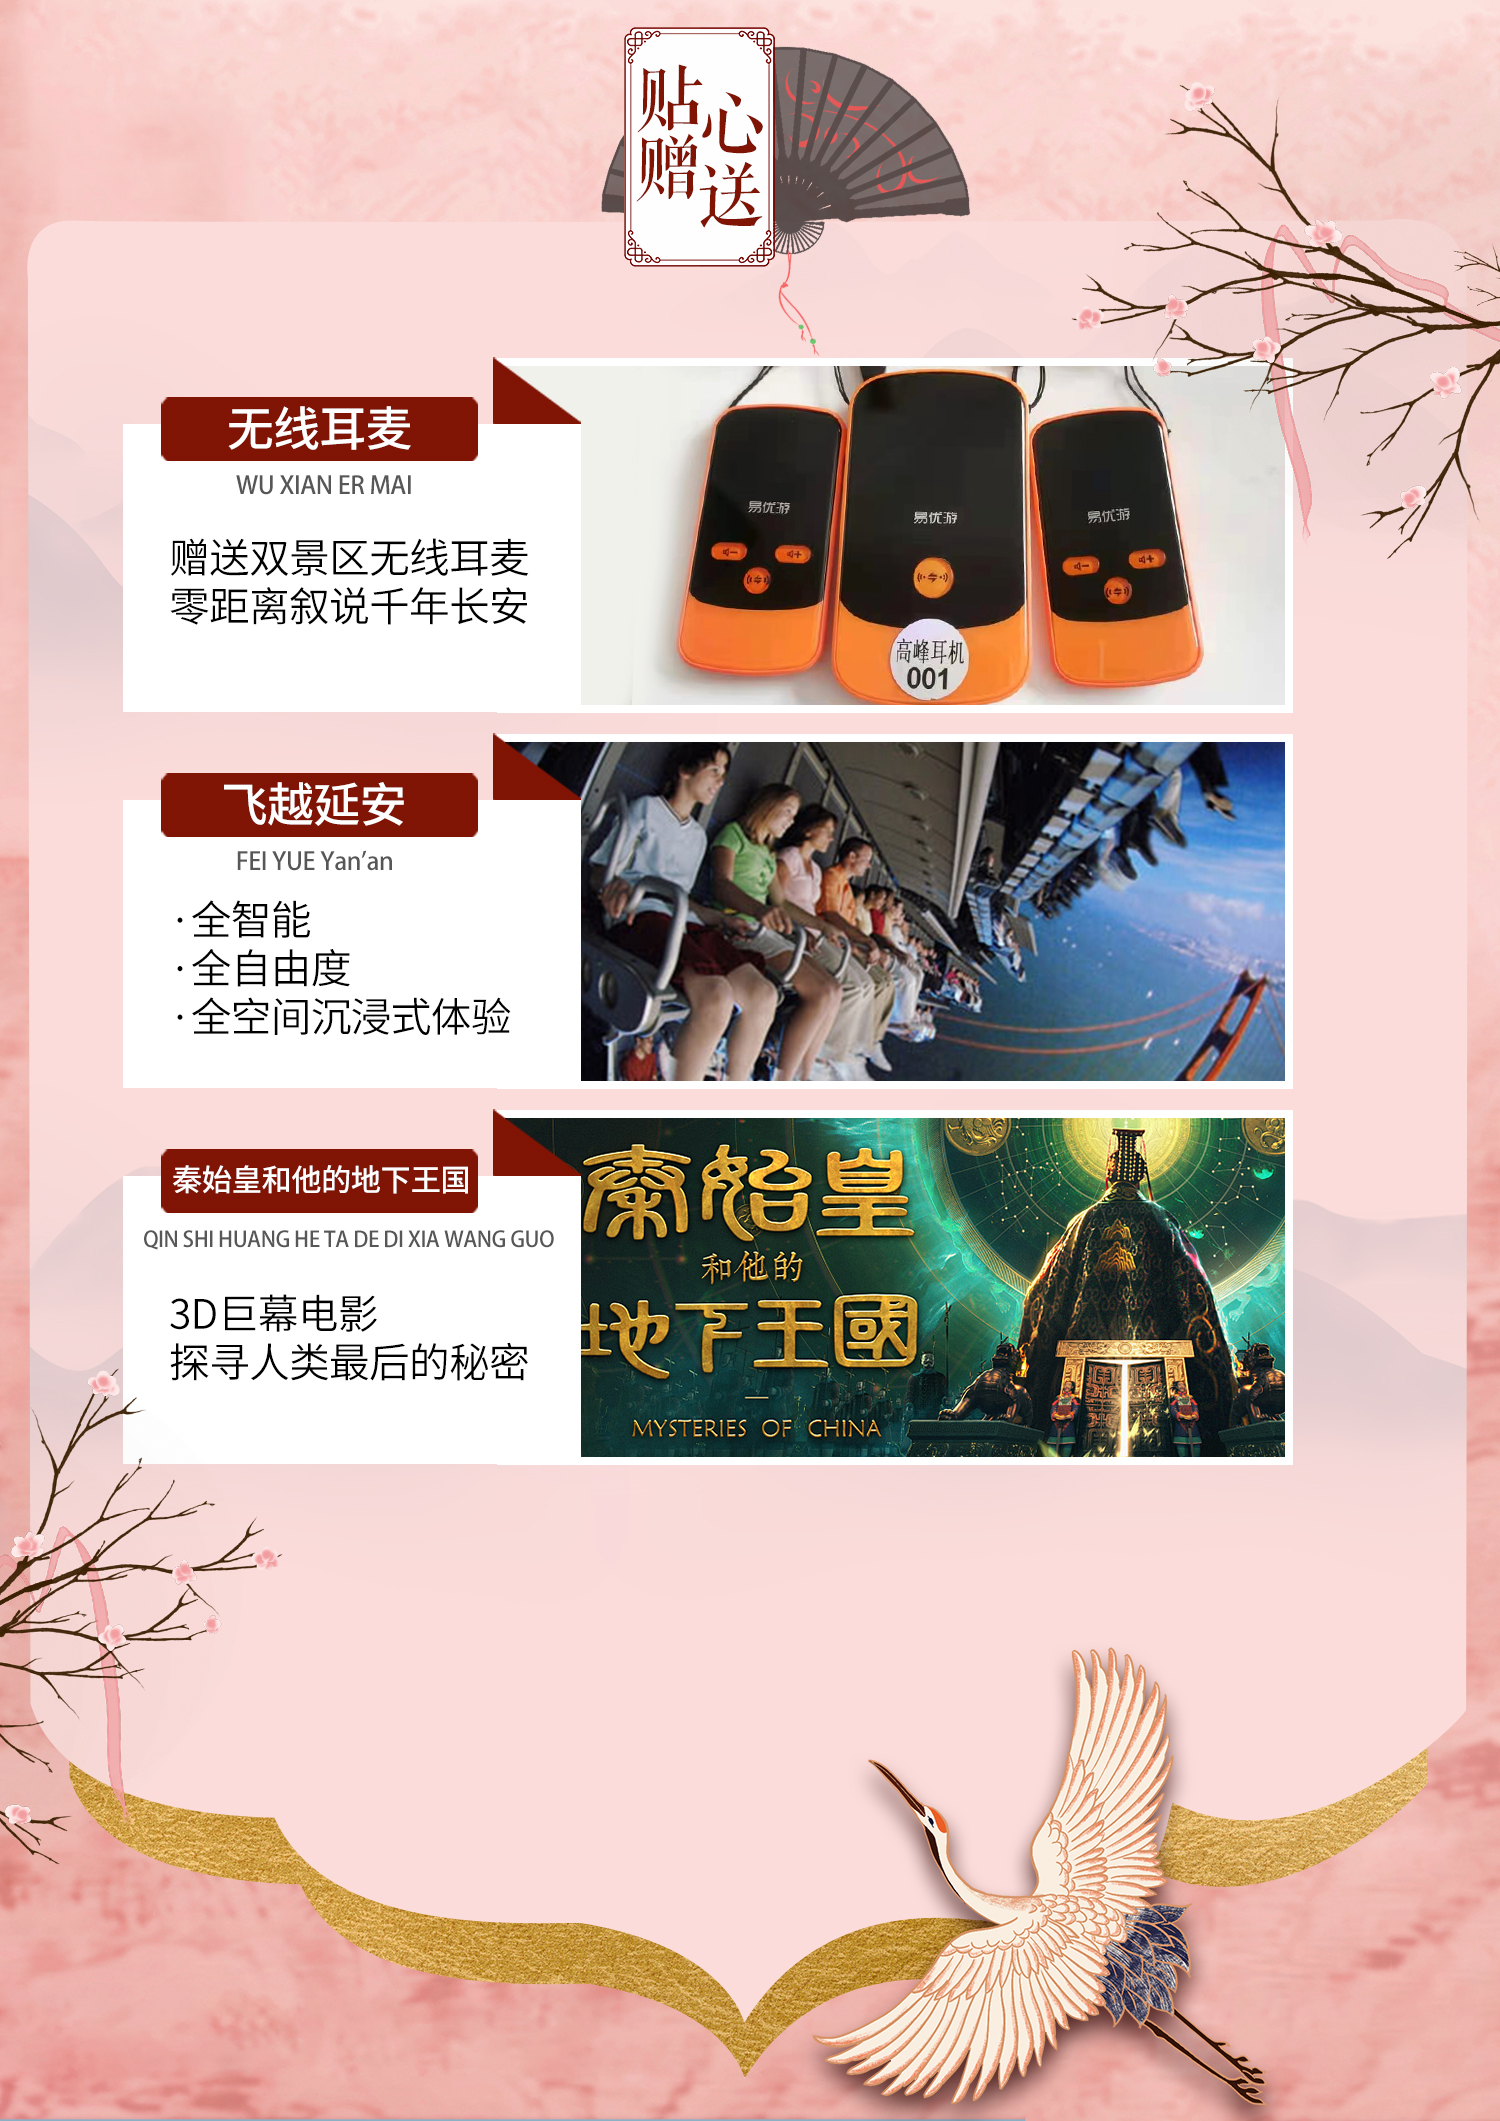 贴心
赠送
无线耳麦
WU XIAN ER MAI
赠送双景区无线耳麦
零距离叙说千年长安
易优游
易优游
易优游
高峰耳机
001
飞越延安
FEI YUE Yan’an
·全智能
·全自由度
·全空间沉浸式体验
秦始皇和他的地下王国
QIN SHI HUANG HE TA DE DI XIA WANG GUO
3D巨幕电影
探寻人类最后的秘密
秦始皇
和他的
地下王國
MYSTERIES OF CHINA